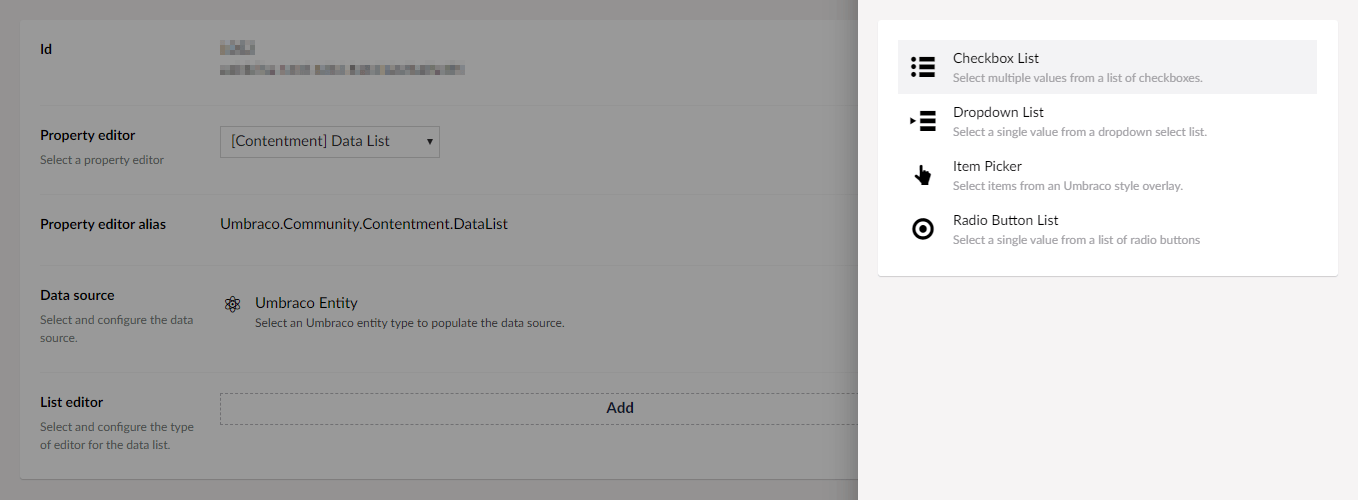 Id
Property editor
Select a property editor
[Contentment] Data List
Property editor alias
Umbraco.Community.Contentment.DataList
Data source
Select and configure the data
source.
Umbraco Entity
Select an Umbraco entity type to populate the data source.
List editor
Select and configure the type
of editor for the data list.
Add
Checkbox List
Select multiple values from a list of checkboxes.
Dropdown List
Select a single value from a dropdown select list.
Item Picker
Select items from an Umbraco style overlay.
Radio Button List
Select a single value from a list of radio buttons